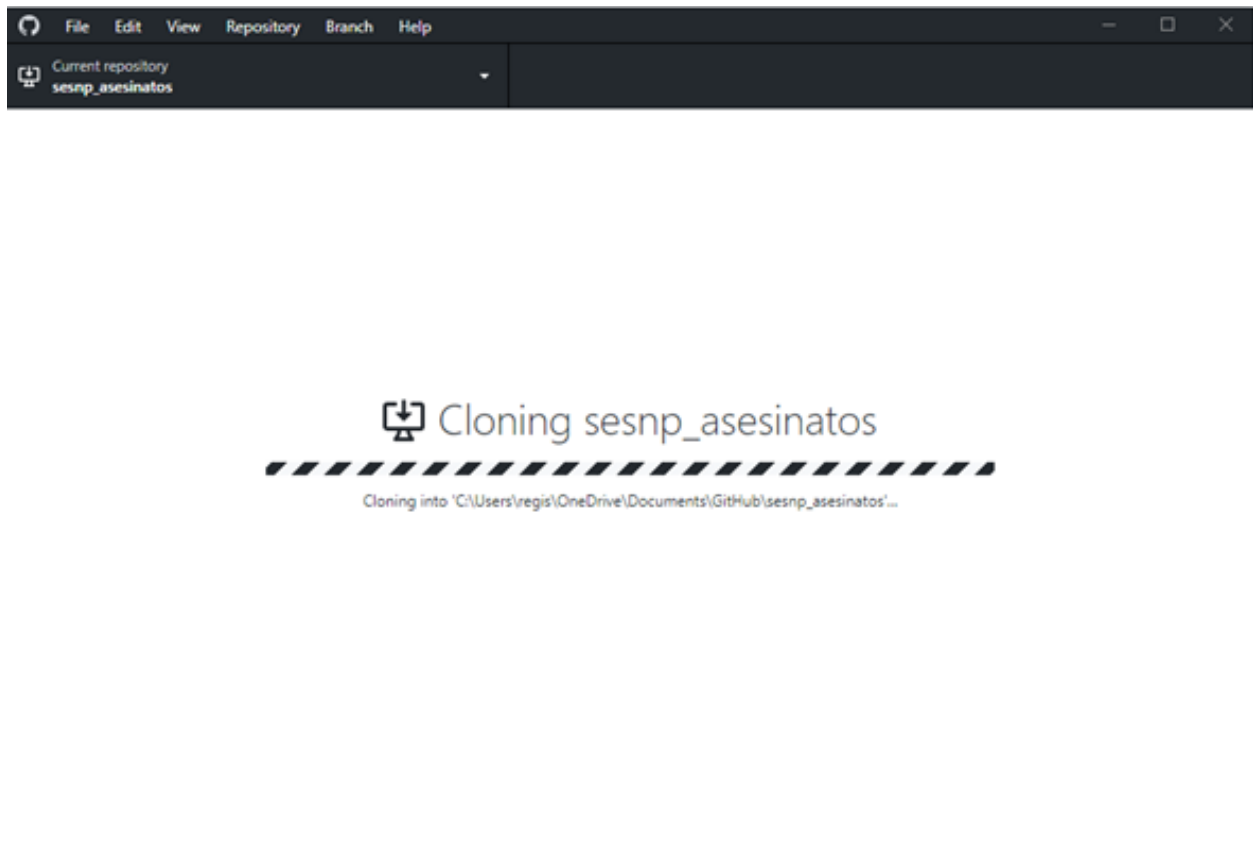 File Edit View Repository Branch Help
Current repository
sesnp_asesinatos
Cloning sesnp_asesinatos
Cloning into 'C:\Users\regis\OneDrive\Documents\GitHub\sesnp_asesinatos'...